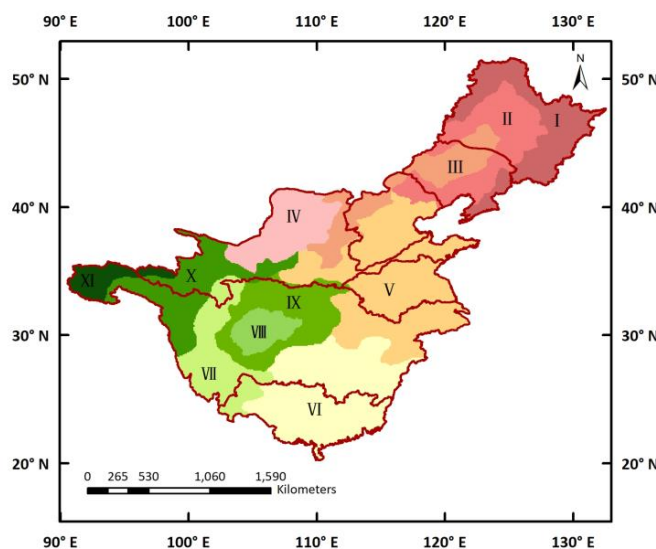 90° E 100° E 110° E 120° E 130° E
N
50° N 50° N
I
II
III
40° N 40° N
IV
X
XI
IX
V
30° N 30° N
VIII
VII
VI
20° N 20° N
0 265 530 1,060 1,590
Kilometers
90° E 100° E 110° E 120° E 130° E